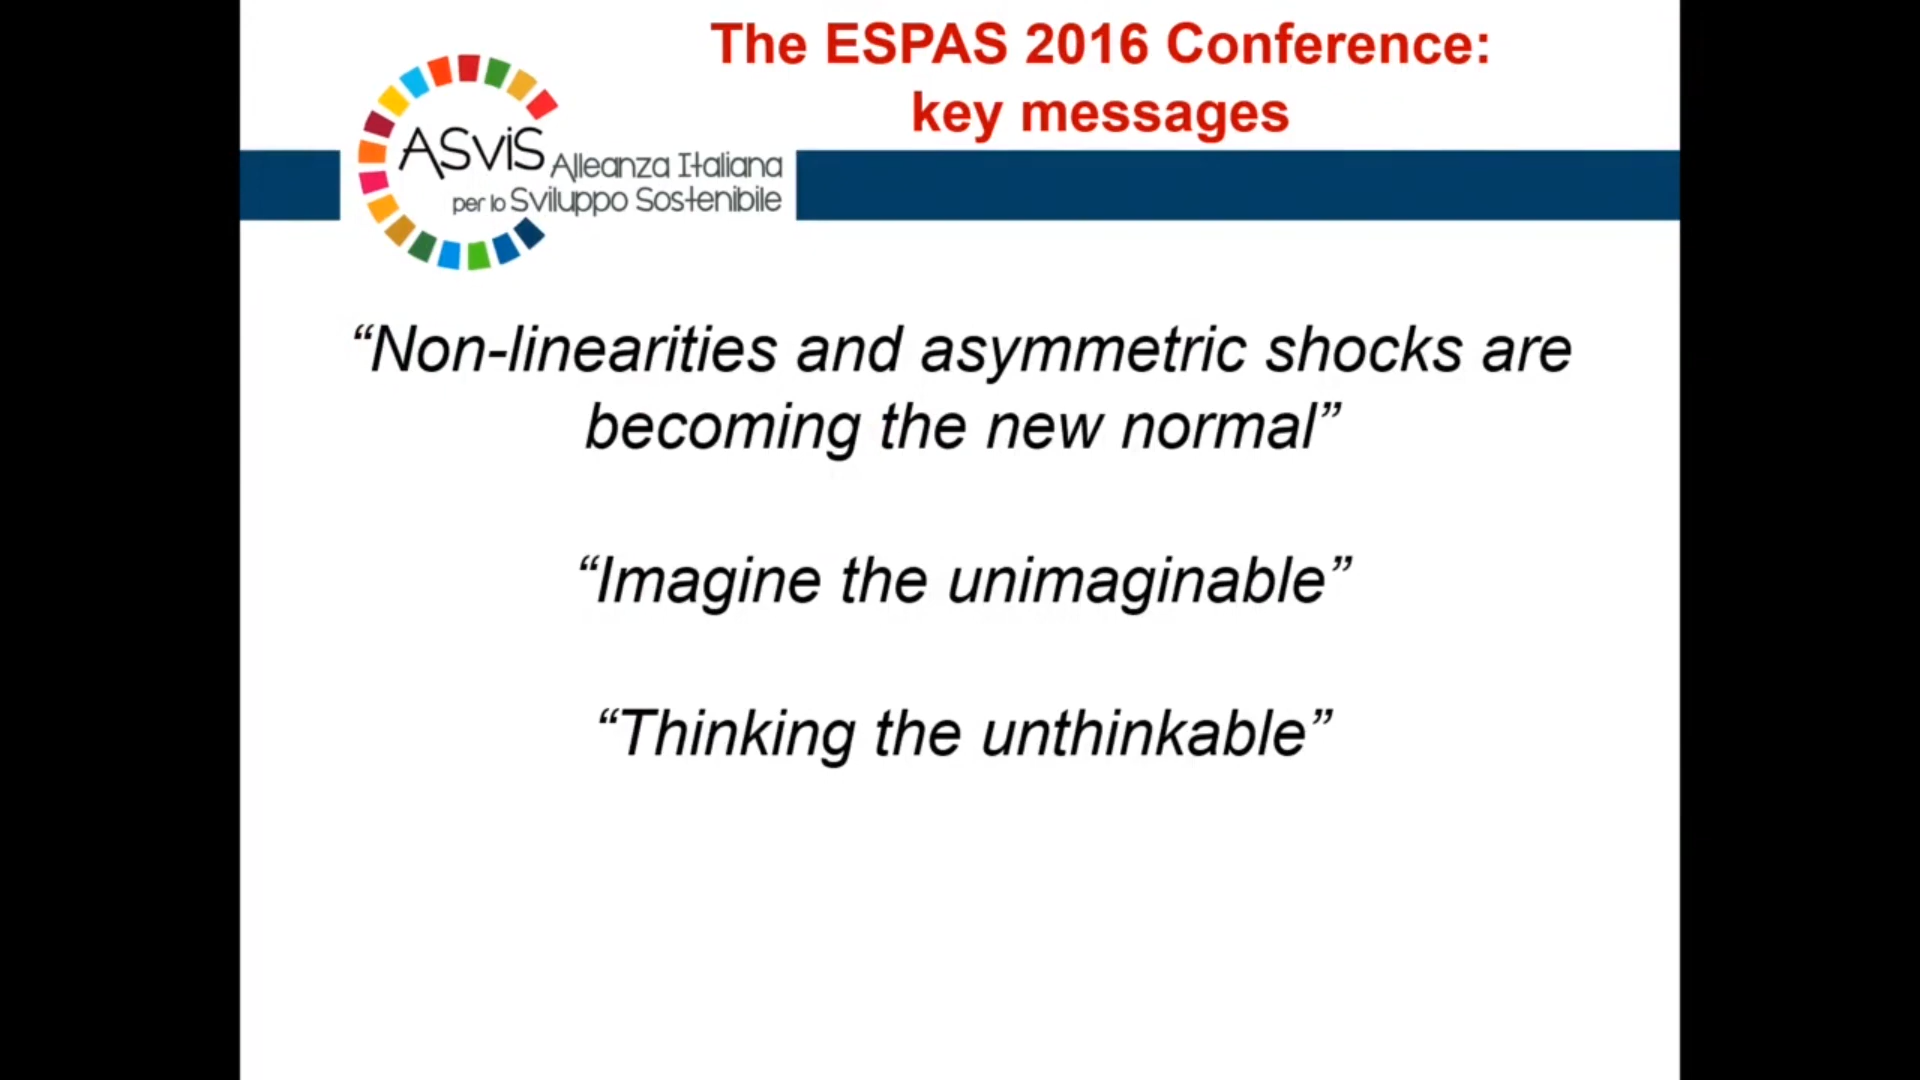 The ESPAS 2016 Conference:
key messages
ASviS Alleanza Italiana
per lo Sviluppo Sostenibile
“Non-linearities and asymmetric shocks are
becoming the new normal”
“Imagine the unimaginable”
“Thinking the unthinkable”